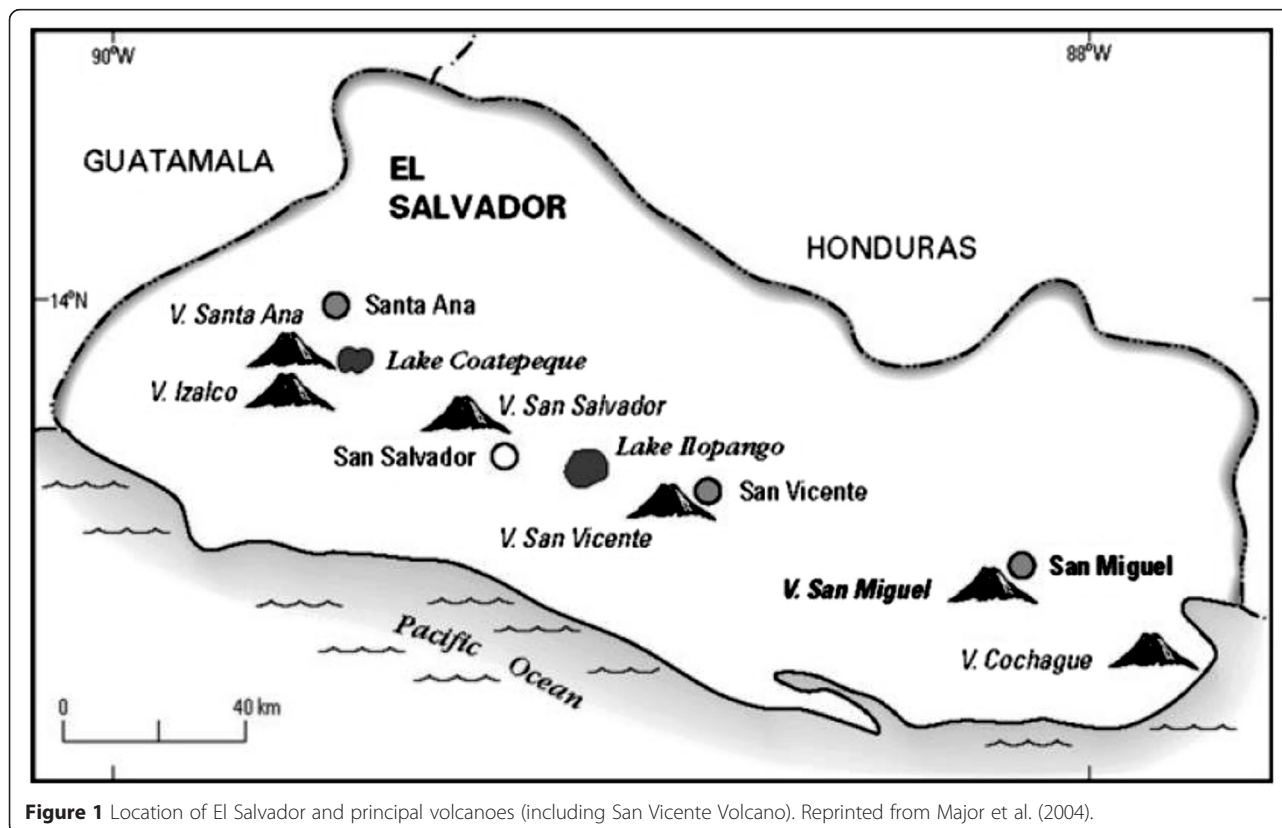 90°W
88°W
GUATAMALA
EL
SALVADOR
HONDURAS
14°N
Santa Ana
V. Santa Ana
Lake Coatepeque
V. Izalco
V. San Salvador
San Salvador
Lake Ilopango
San Vicente
V. San Vicente
San Miguel
V. San Miguel
V. Cochague
Pacific
Ocean
0
40 km
Figure 1 Location of El Salvador and principal volcanoes (including San Vicente Volcano). Reprinted from Major et al. (2004).